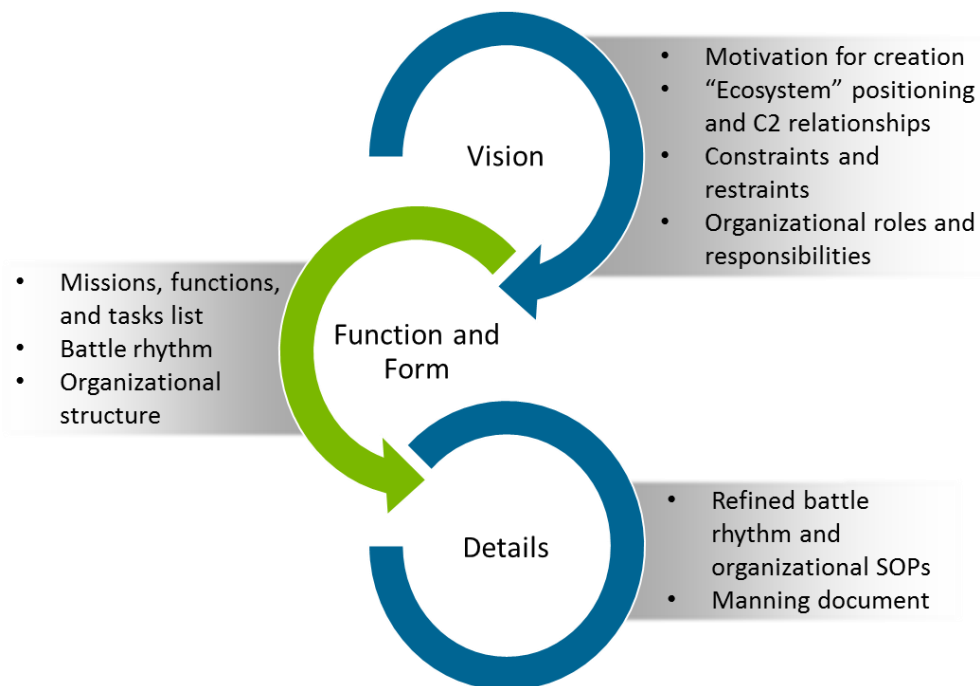 • Motivation for creation
• “Ecosystem” positioning
and C2 relationships
• Constraints and
restraints
• Organizational roles and
responsibilities
Vision
• Missions, functions,
and tasks list
• Battle rhythm
• Organizational
structure
Function and
Form
• Refined battle
rhythm and
organizational SOPs
• Manning document
Details